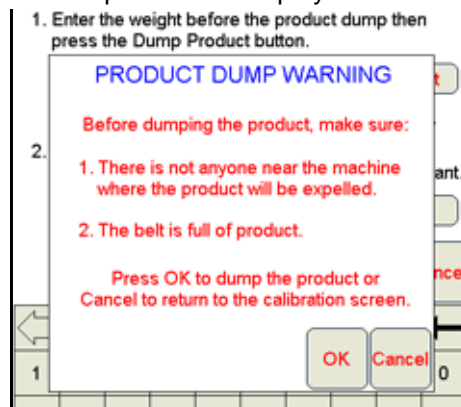 1. Enter the weight before the product dump then
press the Dump Product button.
PRODUCT DUMP WARNING
Before dumping the product, make sure:
2.
1. There is not anyone near the machine
where the product will be expelled.
ant.
2. The belt is full of product.
Press OK to dump the product or
Cancel to return to the calibration screen.
nce
OK Cancel
1 0